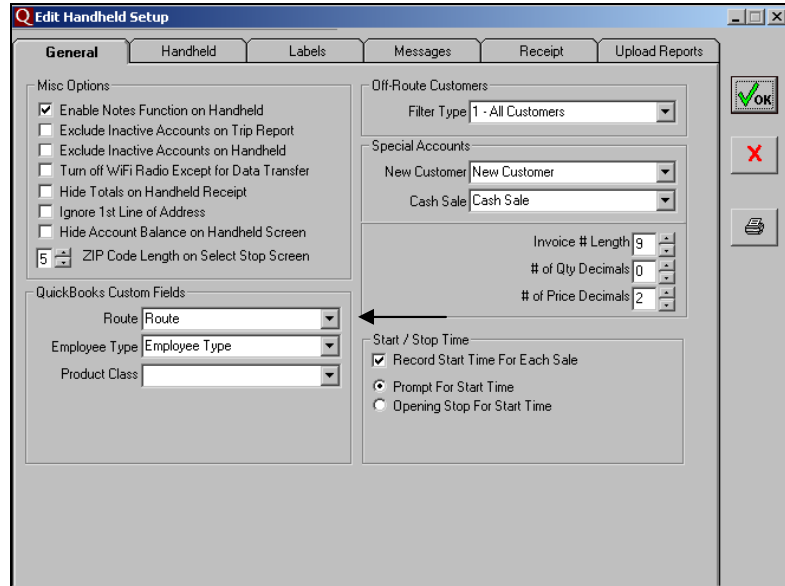 Edit Handheld Setup
General
Handheld
Labels
Messages
Receipt
Upload Reports
Misc Options
Enable Notes Function on Handheld
Exclude Inactive Accounts on Trip Report
Exclude Inactive Accounts on Handheld
Turn off WiFi Radio Except for Data Transfer
Hide Totals on Handheld Receipt
Ignore 1st Line of Address
Hide Account Balance on Handheld Screen
5 ZIP Code Length on Select Stop Screen
QuickBooks Custom Fields
Route Route
Employee Type Employee Type
Product Class
Off-Route Customers
Filter Type 1 - All Customers
Special Accounts
New Customer New Customer
Cash Sale Cash Sale
Invoice # Length 9
# of Qty Decimals 0
# of Price Decimals 2
Start / Stop Time
Record Start Time For Each Sale
Prompt For Start Time
Opening Stop For Start Time
OK
X